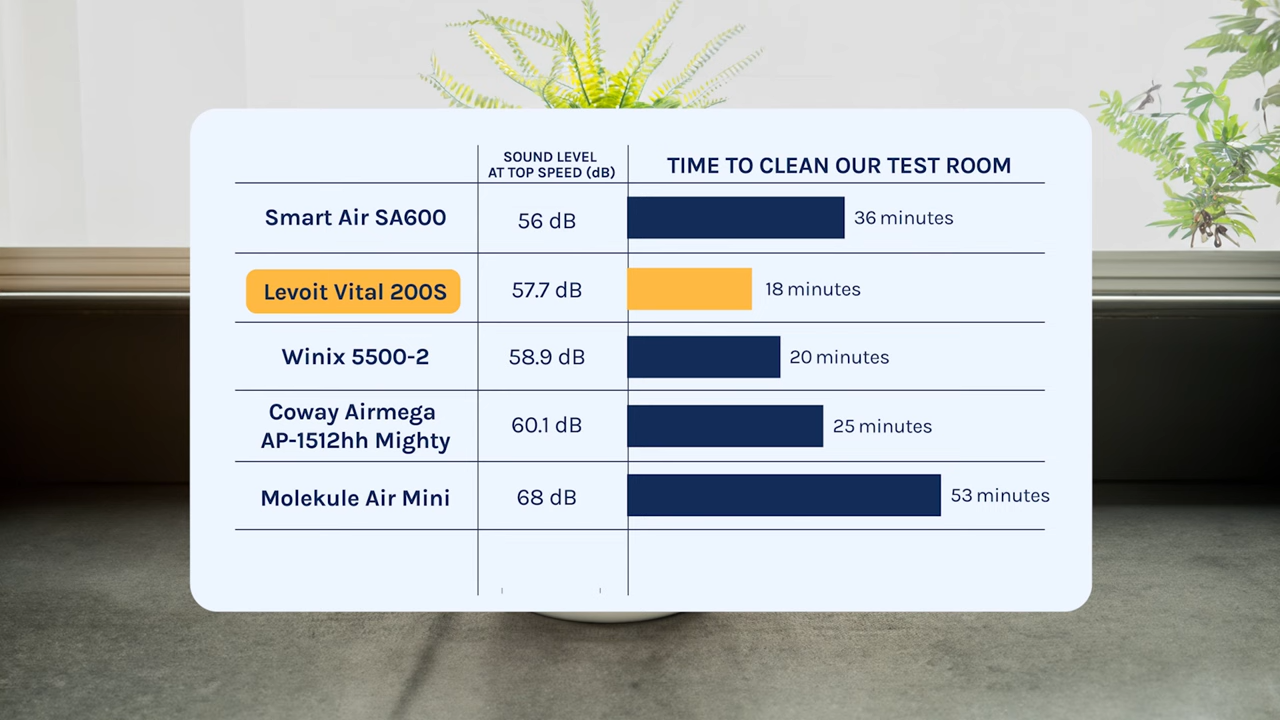 SOUND LEVEL
AT TOP SPEED (dB)
TIME TO CLEAN OUR TEST ROOM
Smart Air SA600
56 dB
36 minutes
Levoit Vital 200S
57.7 dB
18 minutes
Winix 5500-2
58.9 dB
20 minutes
Coway Airmega
AP-1512hh Mighty
60.1 dB
25 minutes
Molekule Air Mini
68 dB
53 minutes